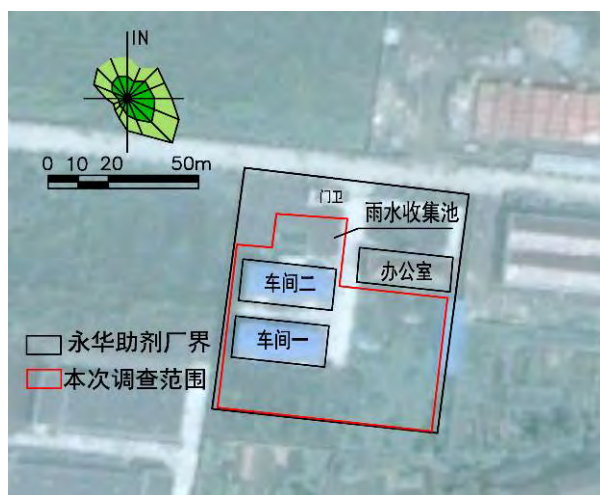 IN
0 10 20 50m
门卫
雨水收集池
办公室
车间二
车间一
永华助剂厂界
本次调查范围